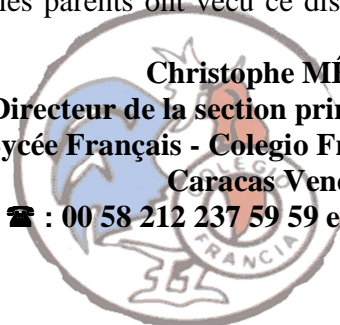 les parents ont vécu ce dis
Christophe MÉ
Directeur de la section prin
ycée Français - Colegio Fr
Caracas Vene
☎ : 00 58 212 237 59 59 e
COLEGIO
FRANCIA